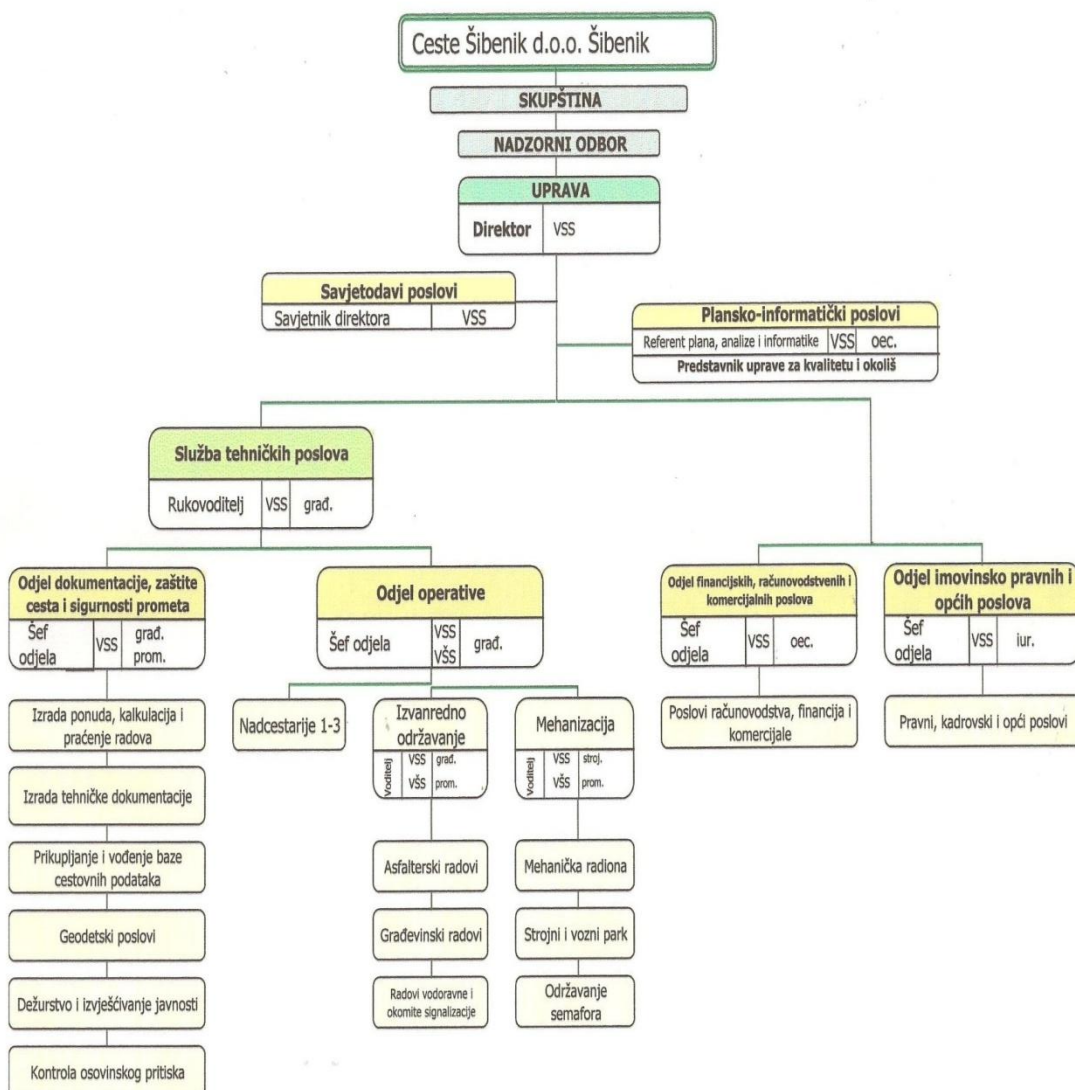 Ceste Šibenik d.o.o. Šibenik
SKUPŠTINA
NADZORNI ODBOR
UPRAVA
Direktor VSS
Savjetodavi poslovi
Savjetnik direktora VSS
Plansko-informatički poslovi
Referent plana, analize i informatike VSS oec.
Predstavnik uprave za kvalitetu i okoliš
Služba tehničkih poslova
Rukovoditelj VSS građ.
Odjel dokumentacije, zaštite
cesta i sigurnosti prometa
Šef odjela VSS građ.
prom.
Izrada ponuda, kalkulacija i
praćenje radova
Izrada tehničke dokumentacije
Prikupljanje i vođenje baze
cestovnih podataka
Geodetski poslovi
Dežurstvo i izvješćivanje javnosti
Kontrola osovinskog pritiska
Odjel operative
Šef odjela VSS
VŠS građ.
Nadcestarije 1-3
Izvanredno
održavanje
Voditelj VSS građ.
VŠS prom.
Asfalterski radovi
Građevinski radovi
Radovi vodoravne i
okomite signalizacije
Mehanizacija
Voditelj VSS stroj.
VŠS prom.
Mehanička radiona
Strojni i vozni park
Održavanje
semafora
Odjel financijskih, računovodstvenih i
komercijalnih poslova
Šef
odjela VSS oec.
Poslovi računovodstva, financija i
komercijale
Odjel imovinsko pravnih i
općih poslova
Šef
odjela VSS iur.
Pravni, kadrovski i opći poslovi